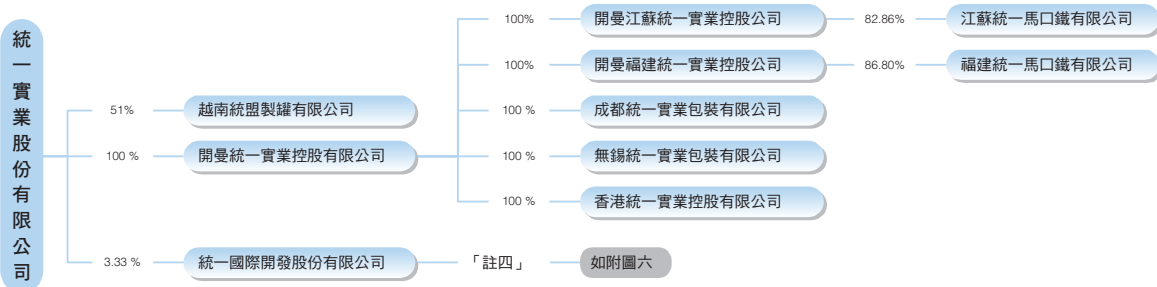 統一實業股份有限公司
100%
開曼江蘇統一實業控股公司
82.86%
江蘇統一馬口鐵有限公司
100%
開曼福建統一實業控股公司
86.80%
福建統一馬口鐵有限公司
51%
越南統盟製罐有限公司
100 %
成都統一實業包裝有限公司
100 %
開曼統一實業控股有限公司
100 %
無錫統一實業包裝有限公司
100 %
香港統一實業控股有限公司
3.33 %
統一國際開發股份有限公司
「註四」
如附圖六